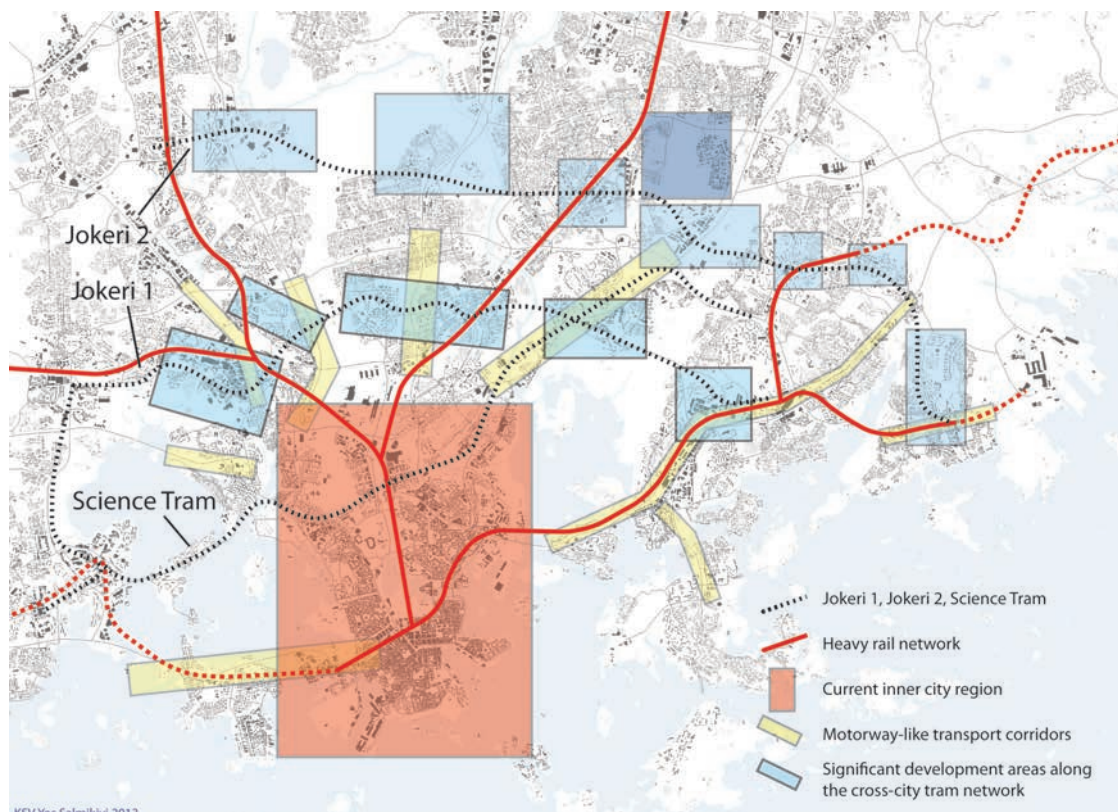 Jokeri 2
Jokeri 1
Science Tram
Jokeri 1, Jokeri 2, Science Tram
Heavy rail network
Current inner city region
Motorway-like transport corridors
Significant development areas along
the cross-city tram network